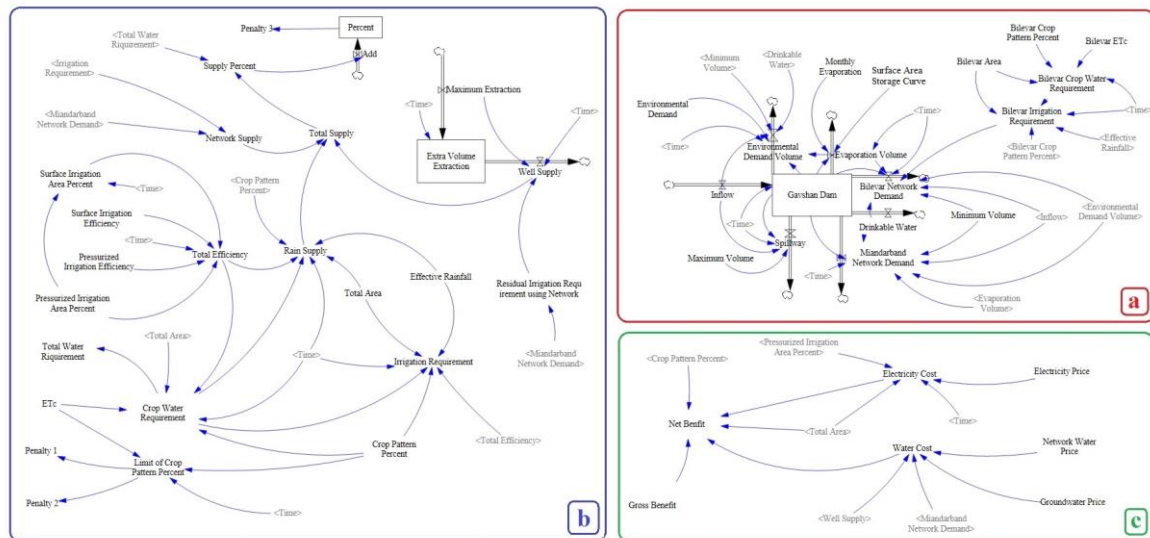 Penalty 3
Percent
<Total Water
Riquirement>
Add
Supply Percent
<Irrigation
Requirement>
Maximum Extraction
<Time>
<Time>
<Miandarband
Network Demand>
Network Supply
Total Supply
Extra Volume
Extraction
Well Supply
Surface Irrigation
Area Percent
<Time>
<Crop Pattern
Percent>
Surface Irrigation
Efficiency
<Time>
Total Efficiency
Rain Supply
Pressurized
Irrigation Efficiency
Effective Rainfall
Pressurized Irrigation
Area Percent
Total Area
Residual Irrigation Requ
irement using Network
<Total Area>
Total Water
Riquirement
<Time>
Irrigation Requirement
<Miandarband
Network Demand>
ETc
Crop Water
Requirement
<Total Efficiency>
Crop Pattern
Percent
Penalty 1
Limit of Crop
Pattern Percent
Penalty 2
<Time>
b
Bilevar Crop
Pattern Percent
Bilevar ETc
<Minimum
Volume>
<Drinkable
Water>
Monthly
Evaporation
Surface Area
Storage Curve
Bilevar Area
Bilevar Crop Water
Requirement
Environmental
Demand
<Time>
<Time>
Bilevar Irrigation
Requirement
<Time>
Environmental
Demand Volume
Evaporation Volume
<Bilevar Crop
Pattern Percent>
<Effective
Rainfall>
Inflow
Gavshan Dam
Bilevar Network
Demand
<Time>
Minimum
Volume
<Inflow>
<Environmental
Demand Volume>
Drinkable Water
Spillway
Maximum Volume
<Time>
Miandarband
Network Demand
<Evaporation
Volume>
a
<Pressurized Irrigation
Area Percent>
<Crop Pattern Percent>
Electricity Cost
Electricity Price
<Time>
Net Benfit
<Total Area>
Water Cost
Network Water
Price
Gross Benefit
Groundwater Price
<Well Supply>
<Miandarband
Network Demand>
c